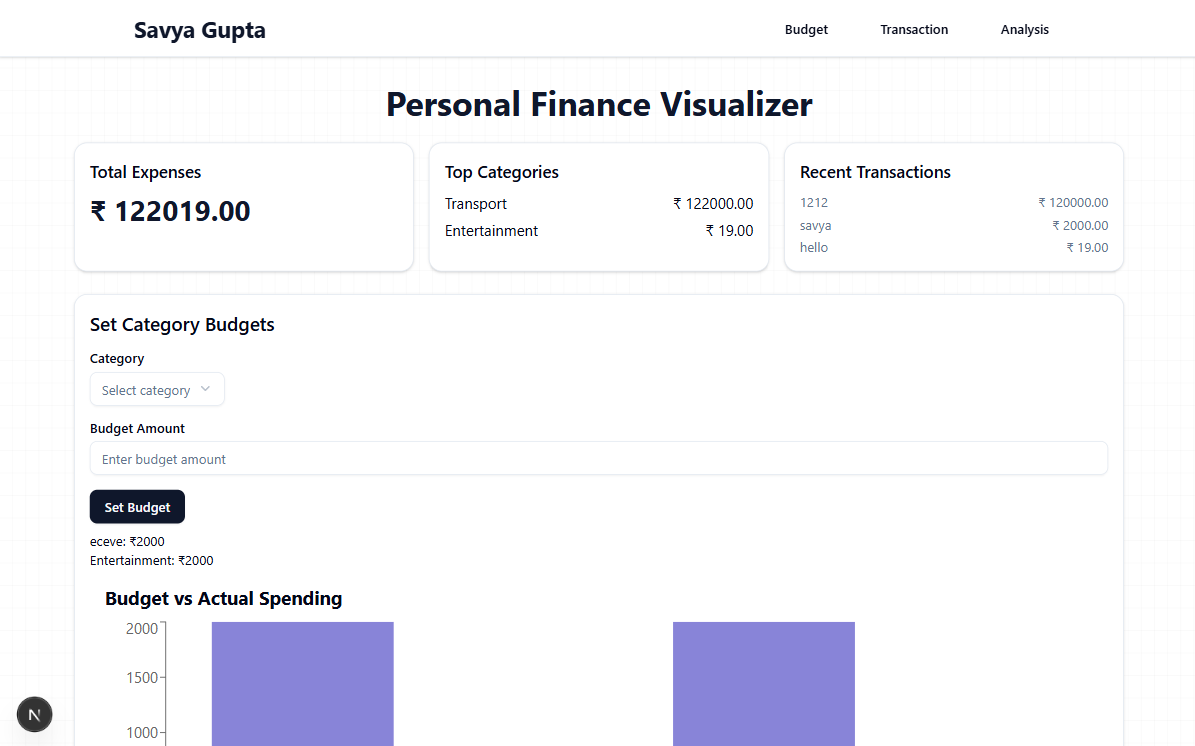 Savya Gupta
Budget
Transaction
Analysis
Personal Finance Visualizer
Total Expenses
₹ 122019.00
Top Categories
Transport ₹ 122000.00
Entertainment ₹ 19.00
Recent Transactions
1212 ₹ 120000.00
savya ₹ 2000.00
hello ₹ 19.00
Set Category Budgets
Category
Select category
Budget Amount
Enter budget amount
Set Budget
eceve: ₹2000
Entertainment: ₹2000
Budget vs Actual Spending
2000
1500
1000
N